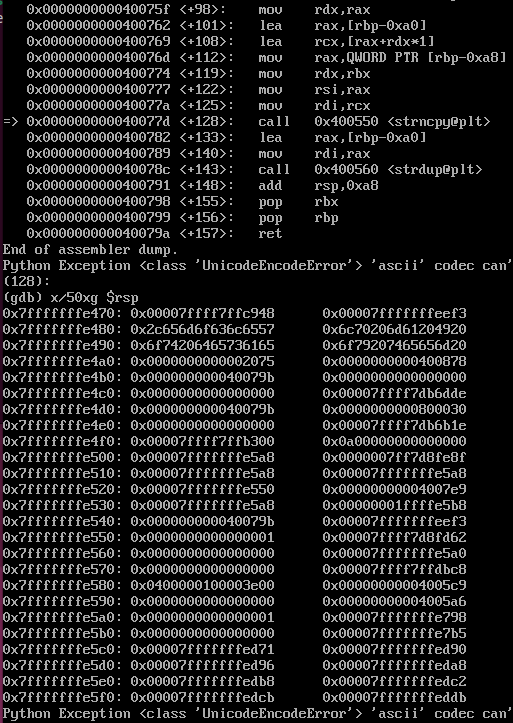 0x000000000040075f <+98>: mov rdx,rax
0x0000000000400762 <+101>: lea rax,[rbp-0xa0]
0x0000000000400769 <+108>: lea rcx,[rax+rdx*1]
0x000000000040076d <+112>: mov rax,QWORD PTR [rbp-0xa8]
0x0000000000400774 <+119>: mov rdx,rbx
0x0000000000400777 <+122>: mov rsi,rax
0x000000000040077a <+125>: mov rdi,rcx
=> 0x000000000040077d <+128>: call 0x400550 <strncpy@plt>
0x0000000000400782 <+133>: lea rax,[rbp-0xa0]
0x0000000000400789 <+140>: mov rdi,rax
0x000000000040078c <+143>: call 0x400560 <strdup@plt>
0x0000000000400791 <+148>: add rsp,0xa8
0x0000000000400798 <+155>: pop rbx
0x0000000000400799 <+156>: pop rbp
0x000000000040079a <+157>: ret
End of assembler dump.
Python Exception <class 'UnicodeEncodeError'> 'ascii' codec can'
(128):
(gdb) x/50xg $rsp
0x7fffffffe470: 0x00007ffff7ffc948 0x00007fffffffeef3
0x7fffffffe480: 0x2c656d6f636c6557 0x6c70206d61204920
0x7fffffffe490: 0x6f74206465736165 0x6f79207465656d20
0x7fffffffe4a0: 0x0000000000002075 0x0000000000400878
0x7fffffffe4b0: 0x000000000040079b 0x0000000000000000
0x7fffffffe4c0: 0x0000000000000000 0x00007ffff7db6dde
0x7fffffffe4d0: 0x000000000040079b 0x0000000000800030
0x7fffffffe4e0: 0x0000000000000000 0x00007ffff7db6b1e
0x7fffffffe4f0: 0x00007ffff7ffb300 0x0a00000000000000
0x7fffffffe500: 0x00007fffffffe5a8 0x0000007ff7d8fe8f
0x7fffffffe510: 0x00007fffffffe5a8 0x00007fffffffe5a8
0x7fffffffe520: 0x00007fffffffe550 0x00000000004007e9
0x7fffffffe530: 0x00007fffffffe5a8 0x00000001ffffe5b8
0x7fffffffe540: 0x000000000040079b 0x00007fffffffeef3
0x7fffffffe550: 0x0000000000000001 0x00007ffff7d8fd62
0x7fffffffe560: 0x0000000000000000 0x00007fffffffe5a0
0x7fffffffe570: 0x0000000000000000 0x00007ffff7ffdbc8
0x7fffffffe580: 0x0400000100003e00 0x00000000004005c9
0x7fffffffe590: 0x0000000000000000 0x00000000004005a6
0x7fffffffe5a0: 0x0000000000000001 0x00007fffffffe798
0x7fffffffe5b0: 0x0000000000000000 0x00007fffffffe7b5
0x7fffffffe5c0: 0x00007fffffffed71 0x00007fffffffed90
0x7fffffffe5d0: 0x00007fffffffed96 0x00007fffffffeda8
0x7fffffffe5e0: 0x00007fffffffedb8 0x00007fffffffedc2
0x7fffffffe5f0: 0x00007fffffffedcb 0x00007fffffffeddb
Python Exception <class 'UnicodeEncodeError'> 'ascii' codec can'